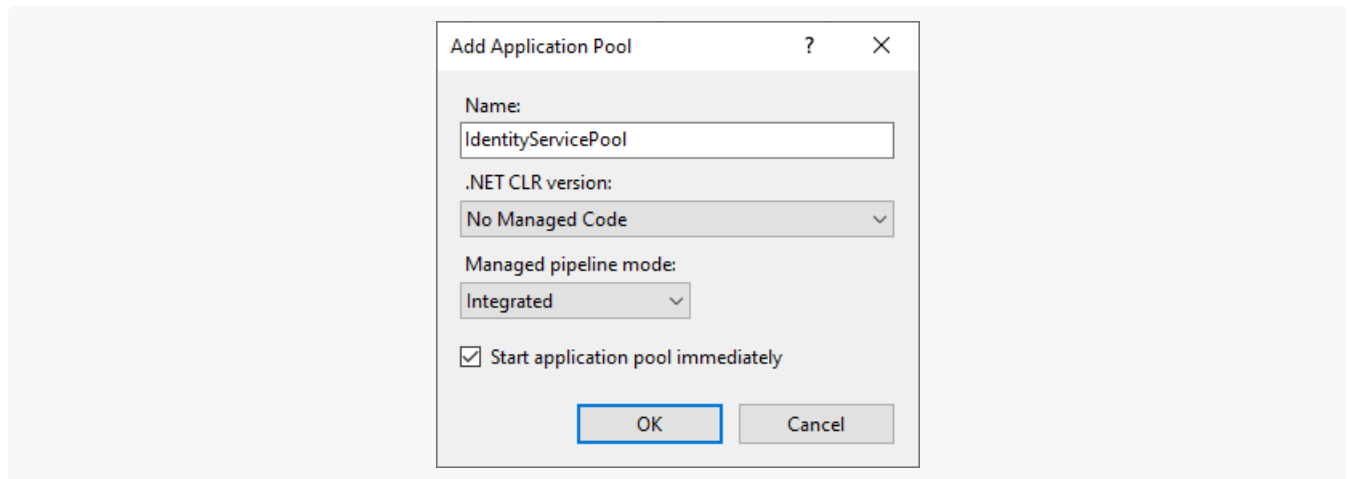 Add Application Pool ?
Name:
IdentityServicePool
.NET CLR version:
No Managed Code
Managed pipeline mode:
Integrated
Start application pool immediately
OK Cancel